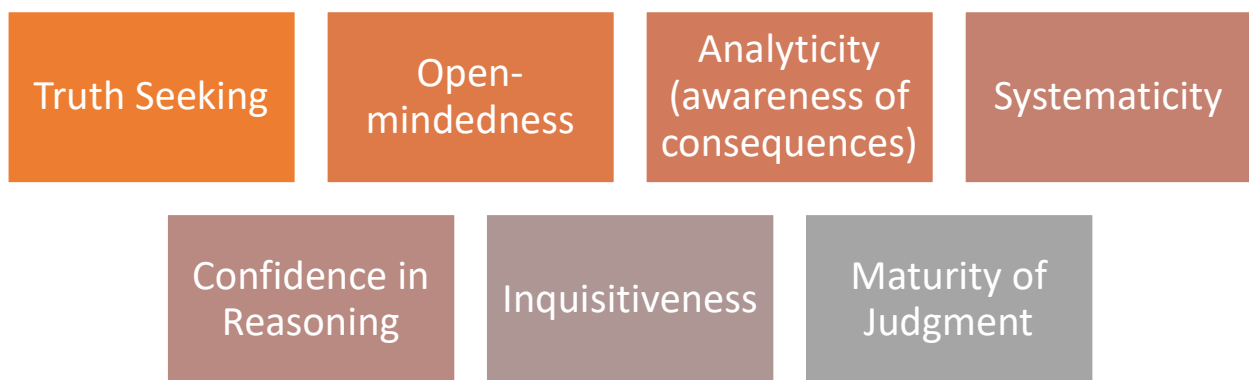 Truth Seeking
Open-
mindedness
Analyticity
(awareness of
consequences)
Systematicity
Confidence in
Reasoning
Inquisitiveness
Maturity of
Judgment